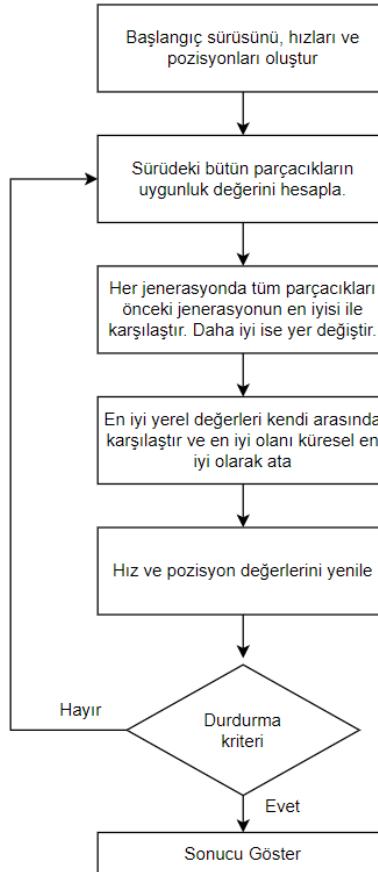 Başlangıç sürüsünü, hızları ve
pozisyonları oluştur
Sürüdeki bütün parçacıkların
uygunluk değerini hesapla.
Her jenerasyonda tüm parçacıkları
önceki jenerasyonun en iyisi ile
karşılaştır. Daha iyi ise yer değiştir.
En iyi yerel değerleri kendi arasında
karşılaştır ve en iyi olanı küresel en
iyi olarak ata
Hız ve pozisyon değerlerini yenile
Hayır
Durdurma
kriteri
Evet
Sonucu Göster